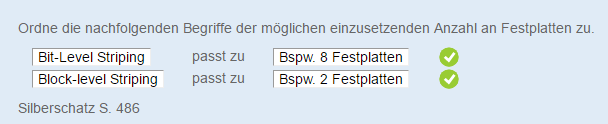 Ordne die nachfolgenden Begriffe der möglichen einzusetzenden Anzahl an Festplatten zu.
Bit-Level Striping passt zu Bspw. 8 Festplatten
Block-level Striping passt zu Bspw. 2 Festplatten
Silberschatz S. 486